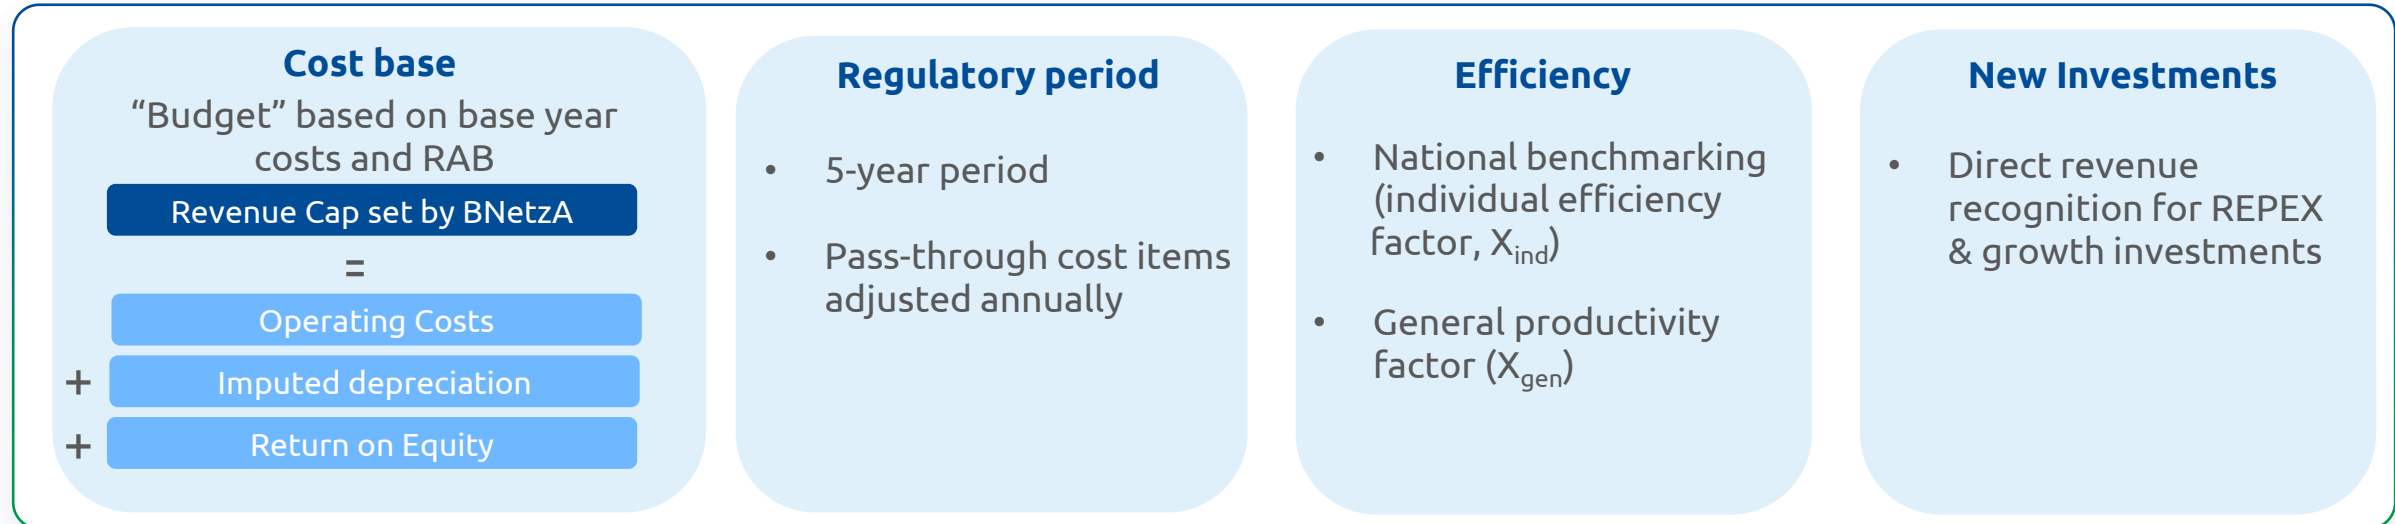 Cost base
“Budget” based on base year
costs and RAB
Revenue Cap set by BNetzA
=
Operating Costs
+ Imputed depreciation
+ Return on Equity
Regulatory period
• 5-year period
• Pass-through cost items
adjusted annually
Efficiency
• National benchmarking
(individual efficiency
factor, Xind)
• General productivity
factor (Xgen)
New Investments
• Direct revenue
recognition for REPEX
& growth investments